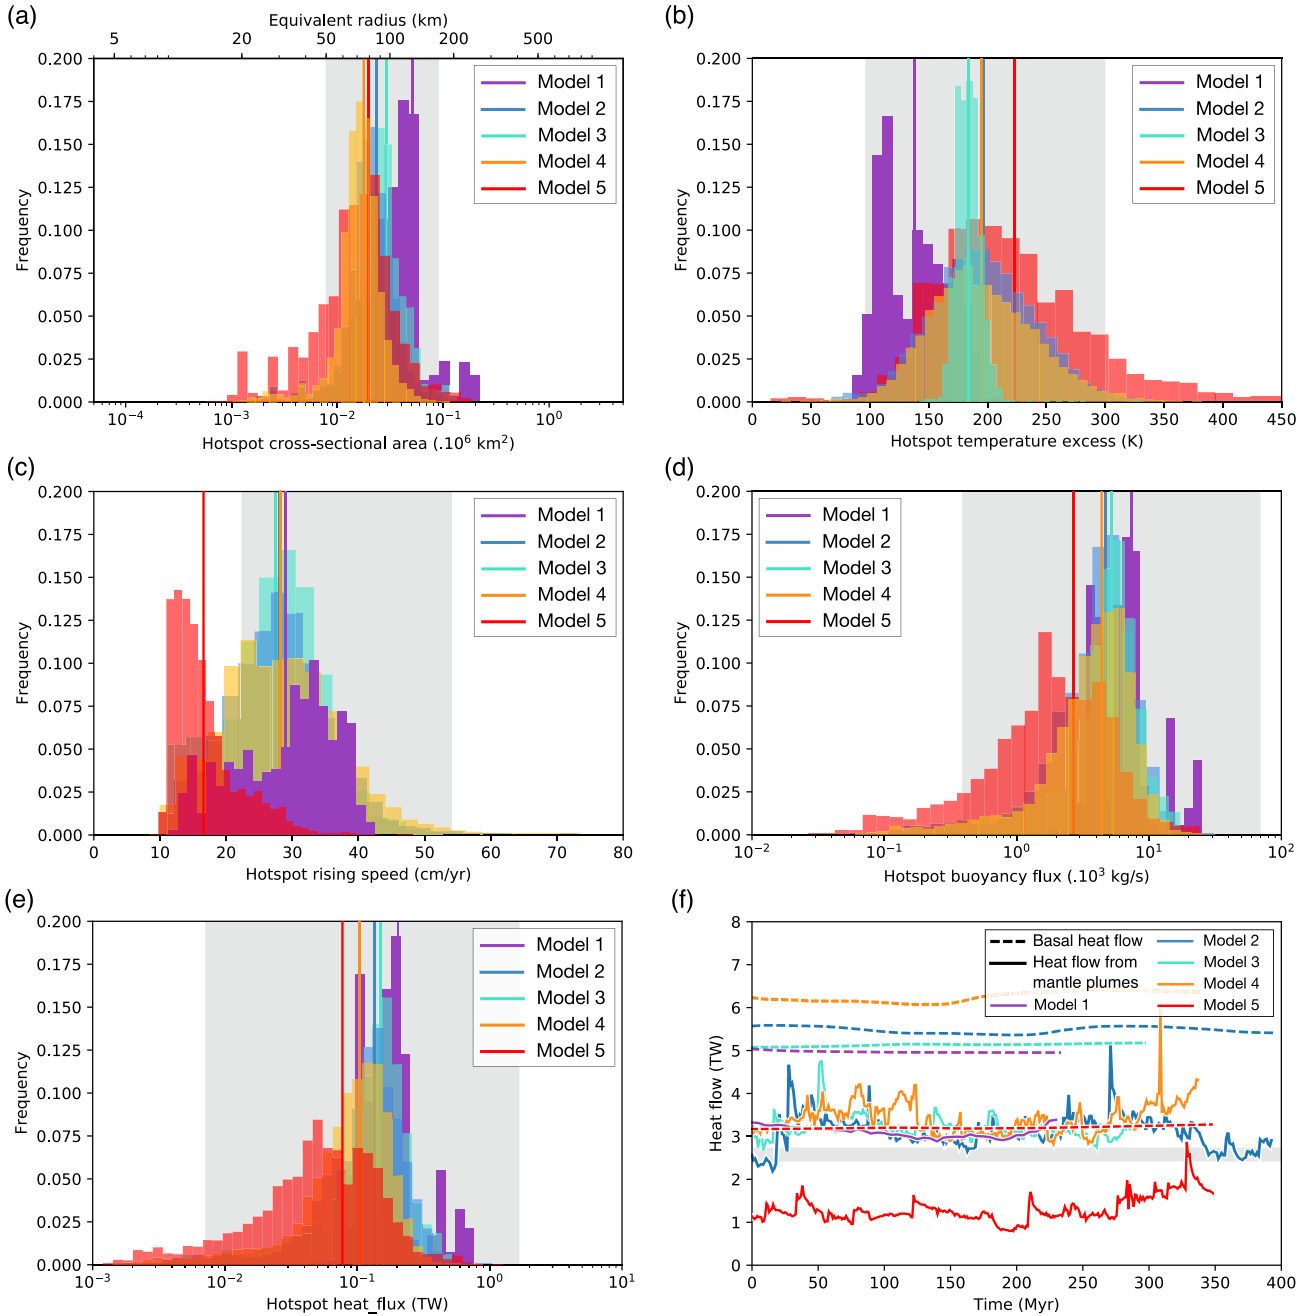 (a)
Equivalent radius (km)
5 20 50 100 200 500
0.200
0.175
0.150
0.125
0.100
0.075
0.050
0.025
0.000
Frequency
Model 1
Model 2
Model 3
Model 4
Model 5
10⁻⁴ 10⁻³ 10⁻² 10⁻¹ 10⁰
Hotspot cross-sectional area (.10⁶ km²)
(b)
0.200
0.175
0.150
0.125
0.100
0.075
0.050
0.025
0.000
Frequency
Model 1
Model 2
Model 3
Model 4
Model 5
0 50 100 150 200 250 300 350 400 450
Hotspot temperature excess (K)
(c)
0.200
0.175
0.150
0.125
0.100
0.075
0.050
0.025
0.000
Frequency
Model 1
Model 2
Model 3
Model 4
Model 5
0 10 20 30 40 50 60 70 80
Hotspot rising speed (cm/yr)
(d)
0.200
0.175
0.150
0.125
0.100
0.075
0.050
0.025
0.000
Frequency
Model 1
Model 2
Model 3
Model 4
Model 5
10⁻² 10⁻¹ 10⁰ 10¹ 10²
Hotspot buoyancy flux (.10³ kg/s)
(e)
0.200
0.175
0.150
0.125
0.100
0.075
0.050
0.025
0.000
Frequency
Model 1
Model 2
Model 3
Model 4
Model 5
10⁻³ 10⁻² 10⁻¹ 10⁰ 10¹
Hotspot heat_flux (TW)
(f)
8
7
6
5
4
3
2
1
0
Heat flow (TW)
Basal heat flow
Heat flow from
mantle plumes
Model 1
Model 2
Model 3
Model 4
Model 5
0 50 100 150 200 250 300 350 400
Time (Myr)